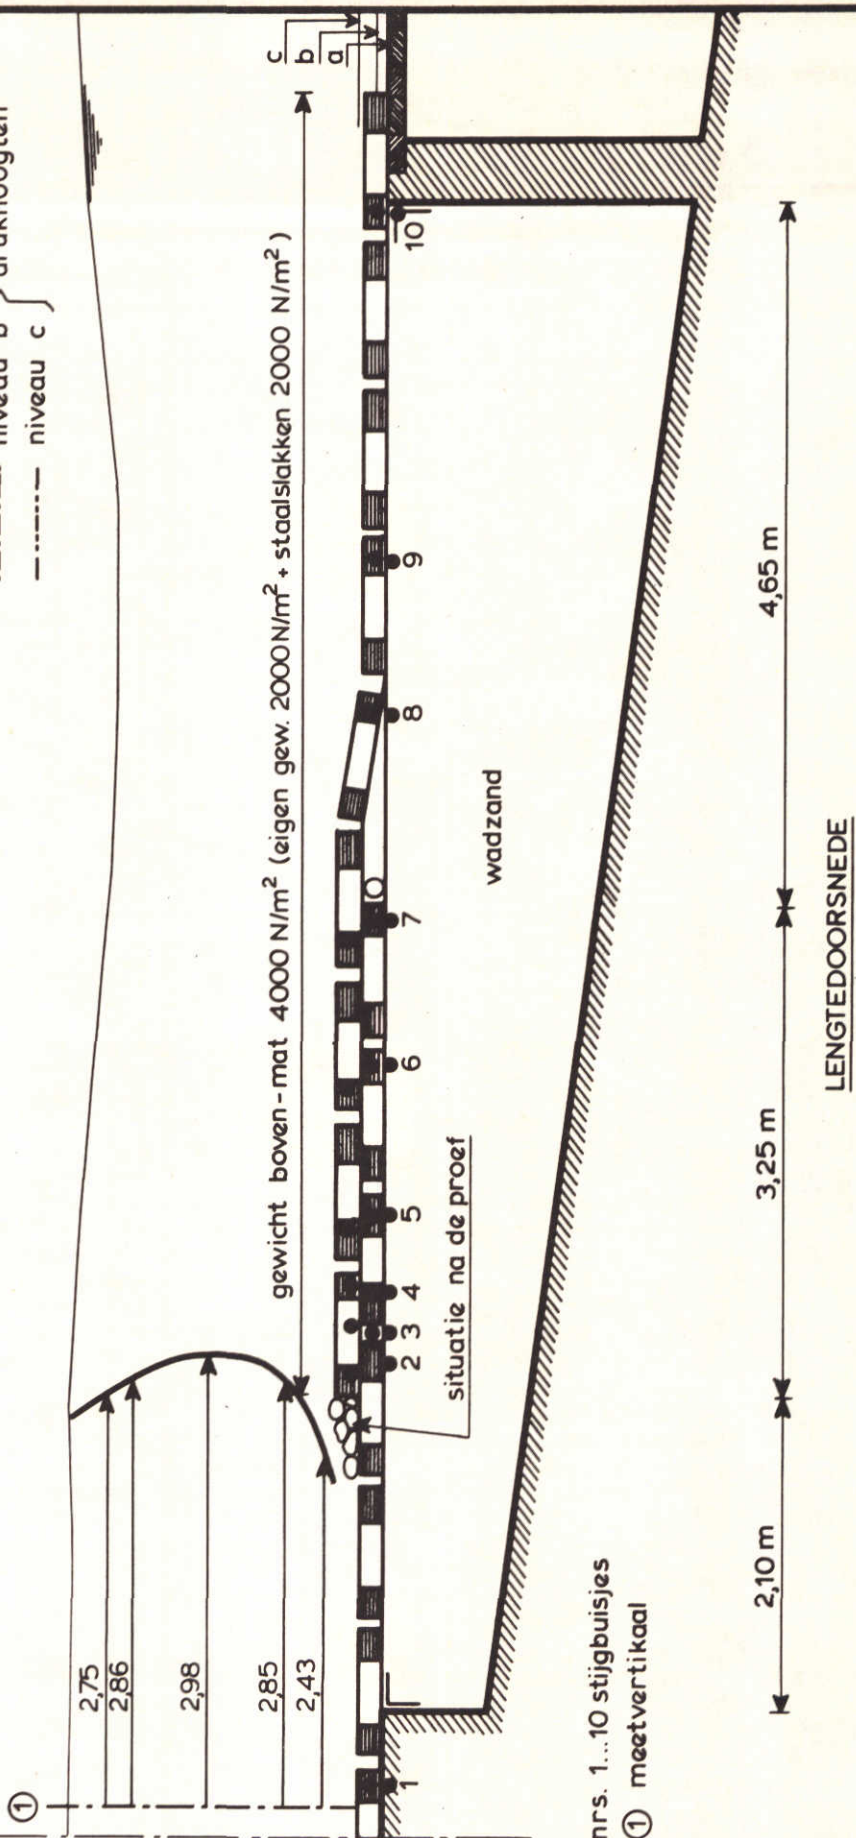 niveau c
drukhoogten
c
b
a
gewicht boven-mat 4000 N/m² (eigen gew. 2000 N/m² + staalslakken 2000 N/m²)
①
2,75
2,86
2,98
2,85
2,43
1
2
3
4
5
6
7
8
9
10
situatie na de proef
wadzand
nrs. 1...10 stijgbuisjes
① meetvertikaal
2,10 m
3,25 m
4,65 m
LENGTEDOORSNEDE